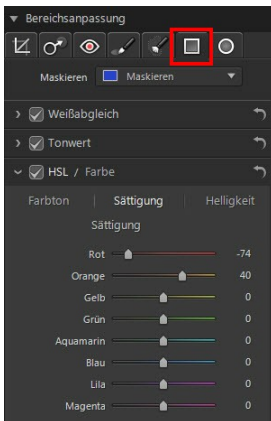 Bereichsanpassung
Maskieren Maskieren
Weißabgleich
Tonwert
HSL / Farbe
Farbton | Sättigung | Helligkeit
Sättigung
Rot -74
Orange 40
Gelb 0
Grün 0
Aquamarin 0
Blau 0
Lila 0
Magenta 0